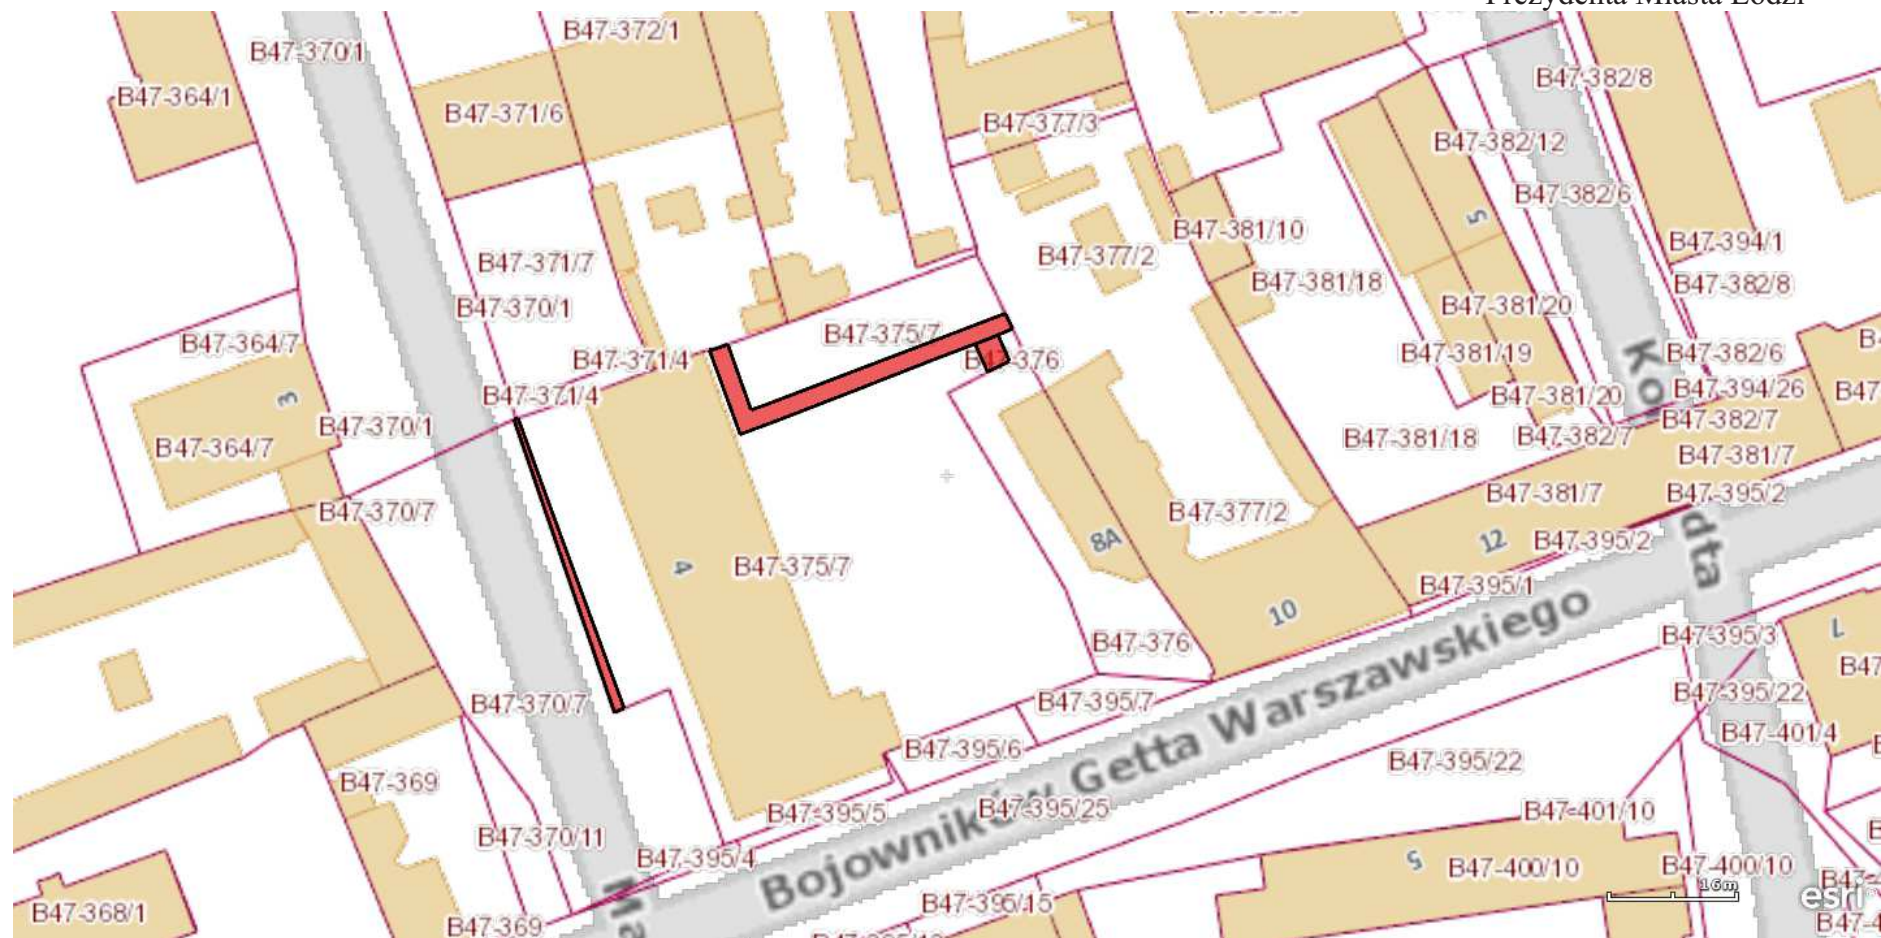 Prezydenta Miasta Łodzi
B47-370/1
B47-372/1
B47-364/1
B47-371/6
B47-377/3
B47-382/8
B47-382/12
B47-382/6
5
B47-381/10
B47-394/1
B47-371/7
B47-377/2
B47-381/18
B47-382/8
B47-370/1
B47-381/20
B47-375/7
B47-364/7
B47-371/4
B47-376
B47-381/19
B47-382/6
B47-371/4
B47-381/20
B47-394/26
3
B47-370/1
B47-364/7
B47-381/18
B47-382/7
B47-382/7
B47-381/7
B47-381/7
B47-395/2
B47-370/7
B47-377/2
8A
12
B47-395/2
dta
4
B47-375/7
B47-395/1
10
B47-376
B47-395/3
7
B47-370/7
B47-395/7
B47-395/22
B47-395/6
B47-401/4
B47-395/22
B47-369
B47-395/5
B47-395/25
B47-401/10
Bojowników Getta Warszawskiego
B47-370/11
B47-395/4
5
B47-400/10
B47-400/10
16m
esri
B47-368/1
B47-395/15
B47-369